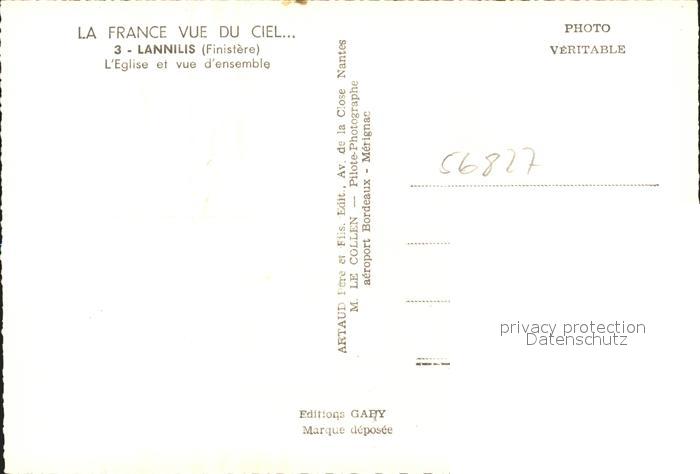 LA FRANCE VUE DU CIEL...
3 - LANNILIS (Finistère)
L'Eglise et vue d'ensemble
ARTAUD Père et Fils. Edit., Av. de la Close Nantes
M. LE COLLEN — Pilote-Photographe
aéroport Bordeaux - Mérignac
PHOTO
VÉRITABLE
56827
privacy protection
Datenschutz
Editions GABY
Marque déposée